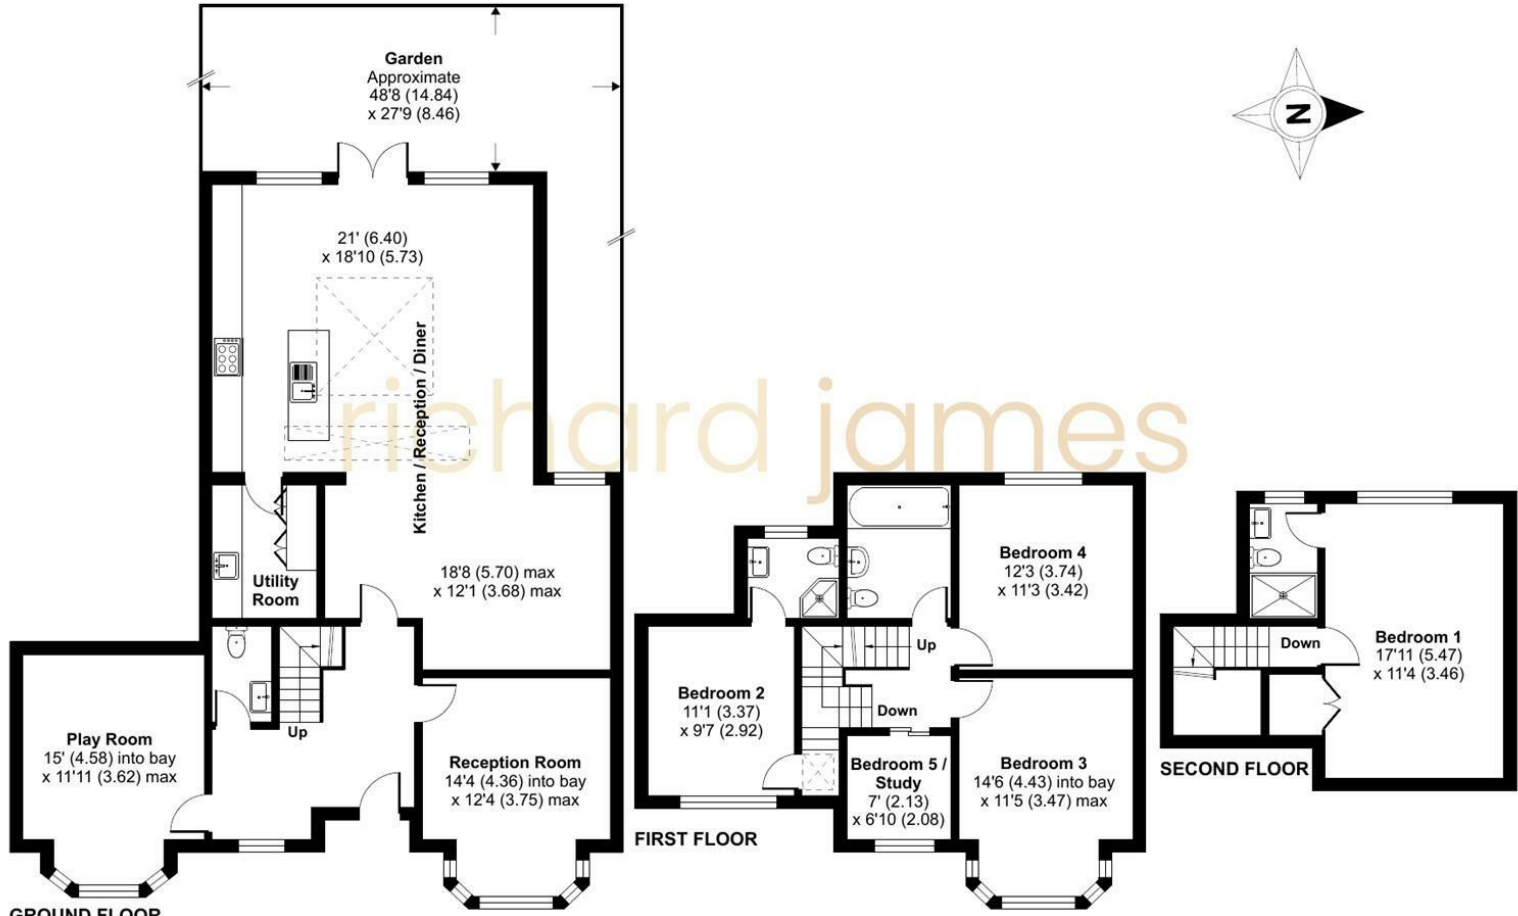 Garden
Approximate
48'8 (14.84)
x 27'9 (8.46)
N
21' (6.40)
x 18'10 (5.73)
Kitchen / Reception / Diner
richard james
18'8 (5.70) max
x 12'1 (3.68) max
Utility
Room
Up
Play Room
15' (4.58) into bay
x 11'11 (3.62) max
Reception Room
14'4 (4.36) into bay
x 12'4 (3.75) max
GROUND FLOOR
Bedroom 4
12'3 (3.74)
x 11'3 (3.42)
Up
Bedroom 2
11'1 (3.37)
x 9'7 (2.92)
Down
Bedroom 5 /
Study
7' (2.13)
x 6'10 (2.08)
Bedroom 3
14'6 (4.43) into bay
x 11'5 (3.47) max
FIRST FLOOR
Down
Bedroom 1
17'11 (5.47)
x 11'4 (3.46)
SECOND FLOOR